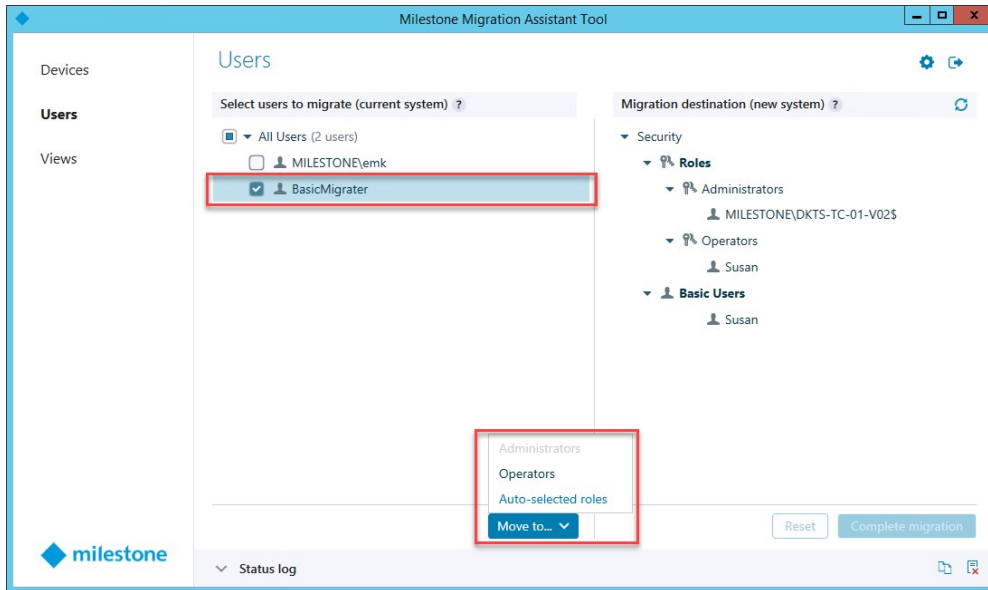 Milestone Migration Assistant Tool
Devices
Users
Views
Users
Select users to migrate (current system) ?
All Users (2 users)
MILESTONE\emk
BasicMigrater
Migration destination (new system) ?
Security
Roles
Administrators
MILESTONE\DKTS-TC-01-V02$
Operators
Susan
Basic Users
Susan
Administrators
Operators
Auto-selected roles
Move to...
Reset
Complete migration
milestone
Status log